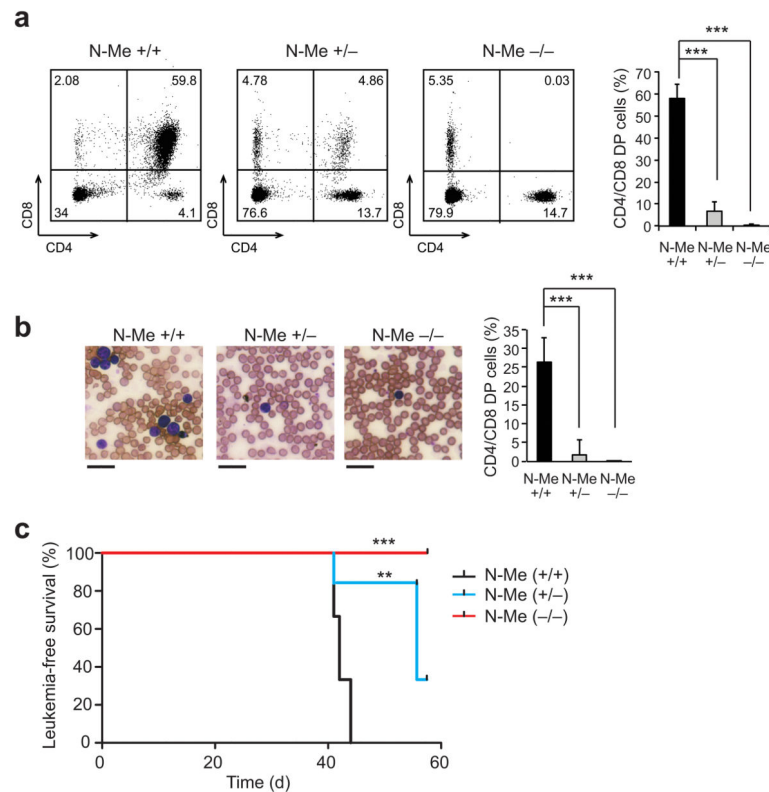 a
N-Me +/+
N-Me +/–
N-Me –/–
2.08
59.8
34
4.1
CD8
CD4
4.78
4.86
76.6
13.7
CD8
CD4
5.35
0.03
79.9
14.7
CD8
CD4
***
***
CD4/CD8 DP cells (%)
70
60
50
40
30
20
10
0
N-Me N-Me N-Me
+/+ +/– –/–
b
N-Me +/+
N-Me +/–
N-Me –/–
***
***
CD4/CD8 DP cells (%)
35
30
25
20
15
10
5
0
N-Me N-Me N-Me
+/+ +/– –/–
c
Leukemia-free survival (%)
100
80
60
40
20
0
***
**
0 20 40 60
Time (d)
N-Me (+/+)
N-Me (+/–)
N-Me (–/–)